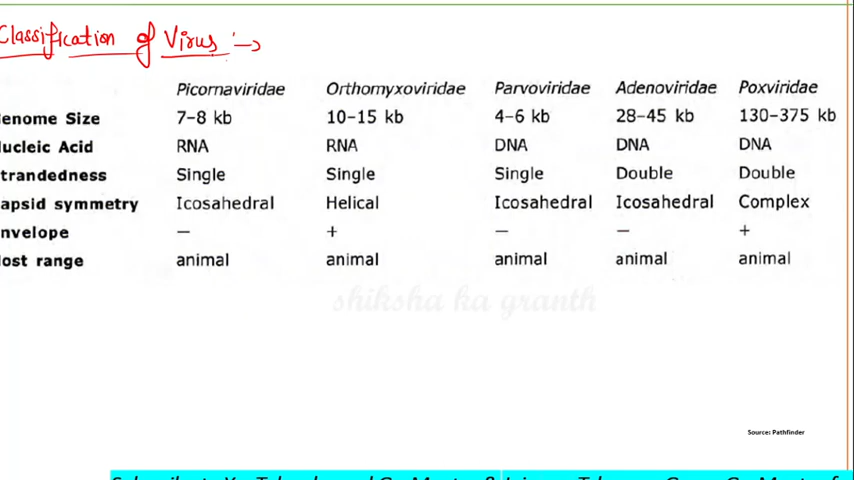 Classification of Virus :→
Picornaviridae Orthomyxoviridae Parvoviridae Adenoviridae Poxviridae
enome Size 7–8 kb 10–15 kb 4–6 kb 28–45 kb 130–375 kb
ucleic Acid RNA RNA DNA DNA DNA
trandedness Single Single Single Double Double
apsid symmetry Icosahedral Helical Icosahedral Icosahedral Complex
nvelope – + – – +
ost range animal animal animal animal animal
shiksha ka granth
Source: Pathfinder